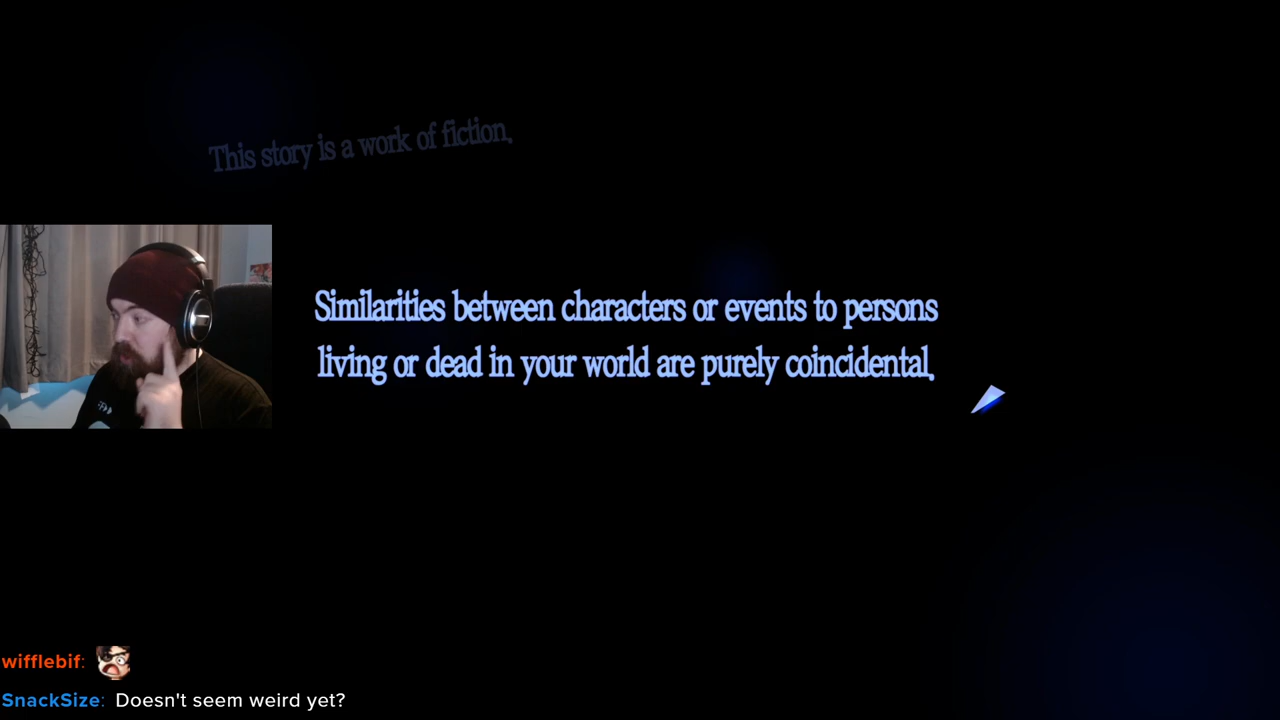 This story is a work of fiction.
Similarities between characters or events to persons
living or dead in your world are purely coincidental.
wifflebif:
SnackSize: Doesn't seem weird yet?